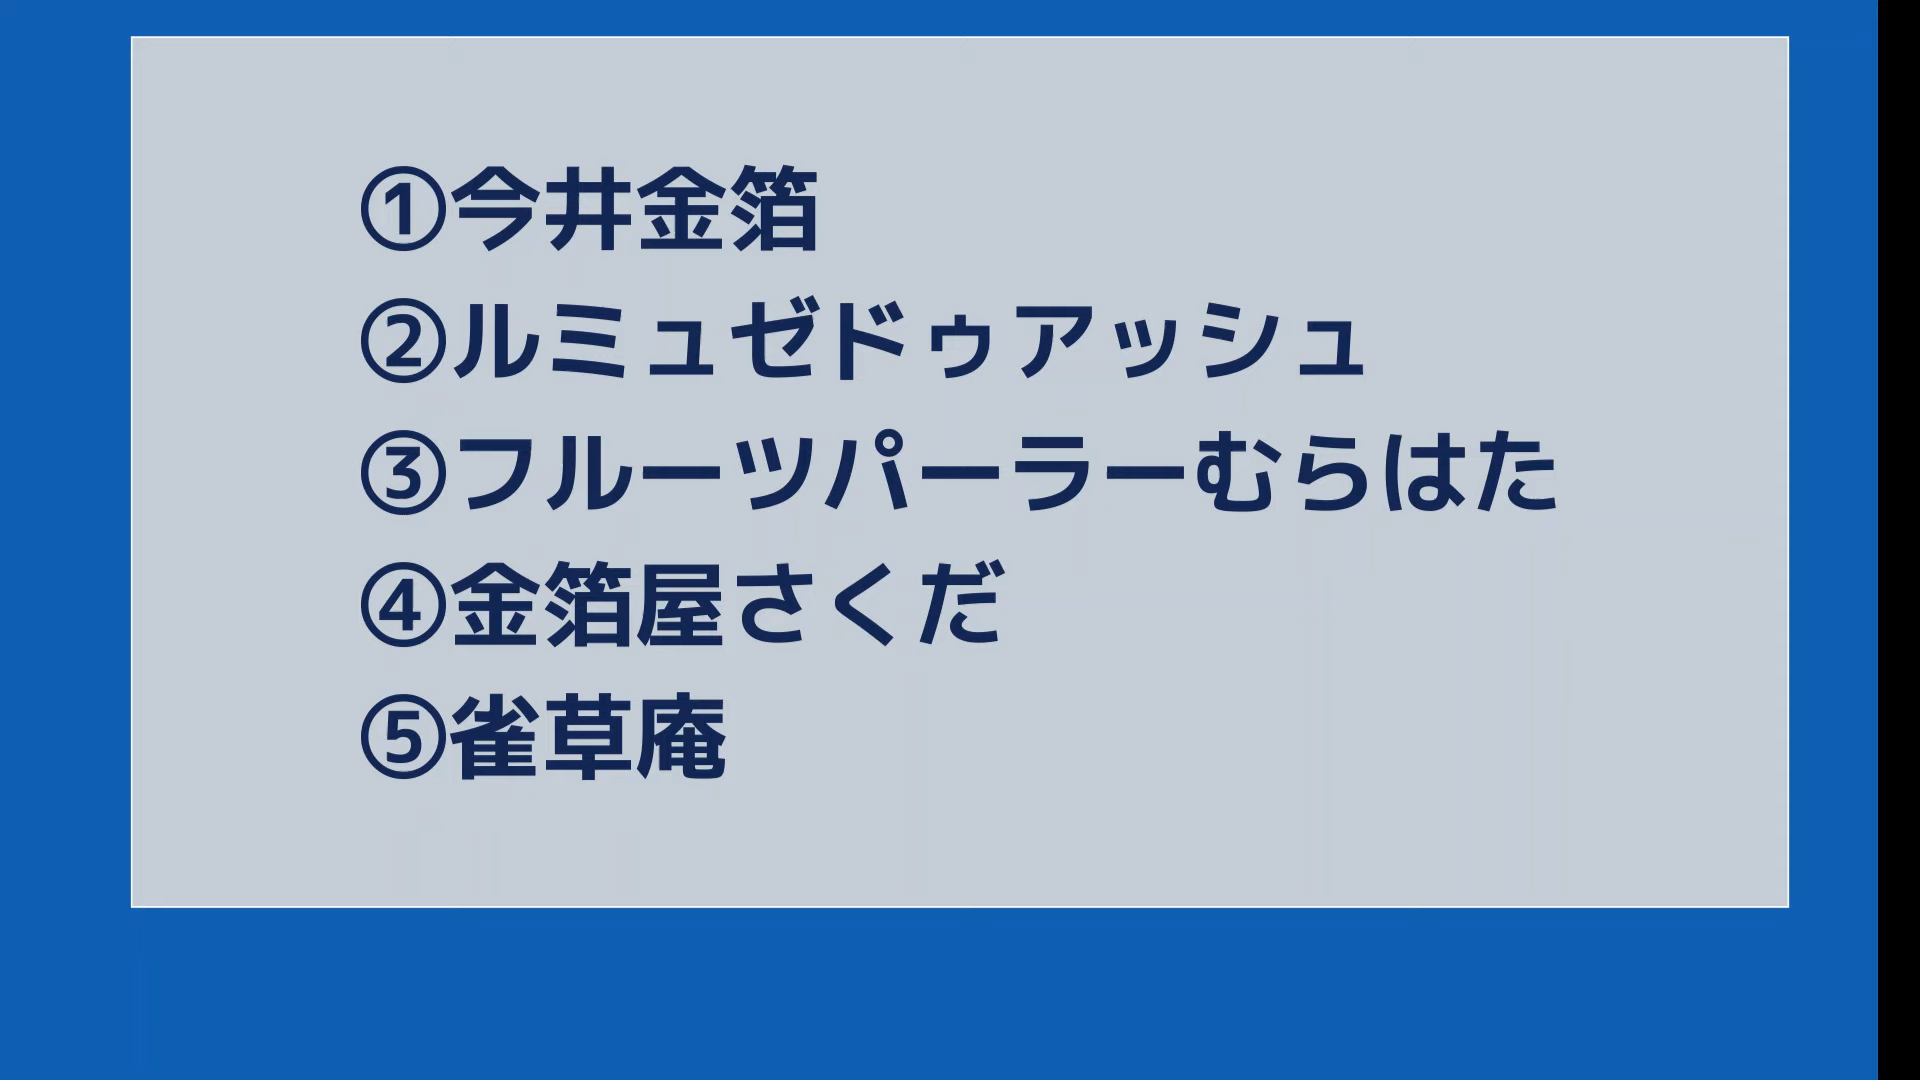 ①今井金箔
②ルミュゼドゥアッシュ
③フルーツパーラーむらはた
④金箔屋さくだ
⑤雀草庵